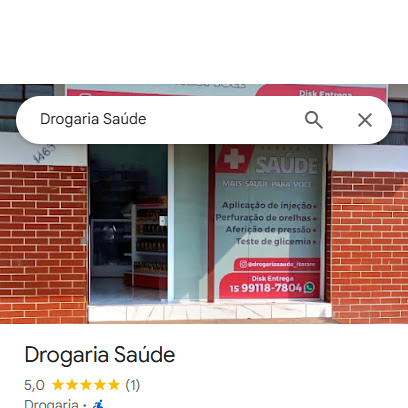 Disk Entrega
Drogaria Saúde
1465
SAÚDE
MAIS SAÚDE PARA VOCÊ
Aplicação de injeção •
Perfuração de orelhas •
Aferição de pressão •
Teste de glicemia •
Disk Entrega
15 99118-7804
Drogaria Saúde
5,0 ★★★★★ (1)
Drogaria •